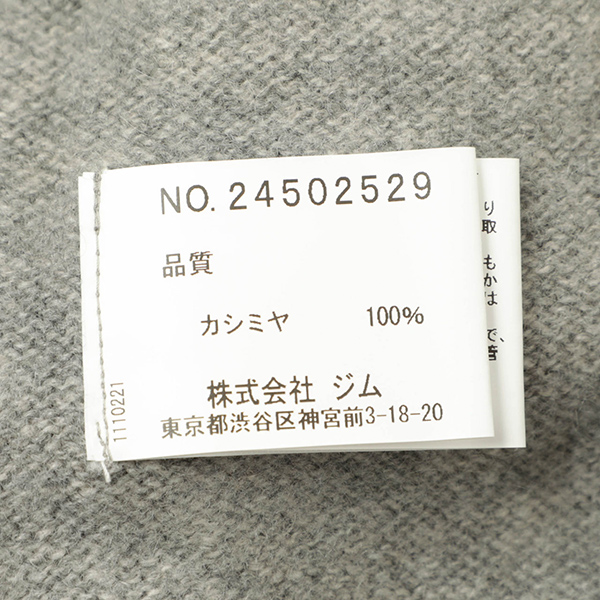 NO. 24502529
品質
カシミヤ 100%
株式会社 ジム
東京都渋谷区神宮前3-18-20
1110221
り
取
も
か
は
で、